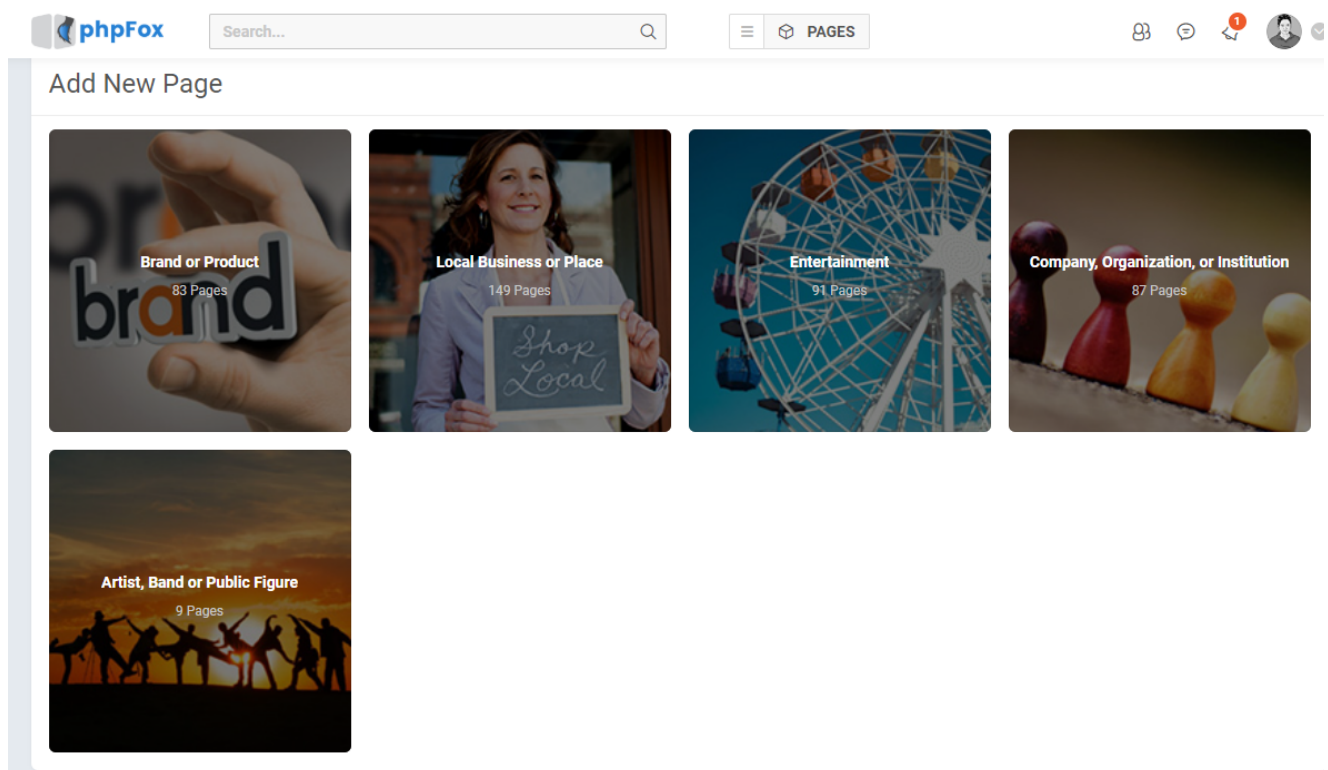 phpFox
Search...
PAGES
1
Add New Page
Brand or Product
83 Pages
brand
Local Business or Place
149 Pages
Shop
Local
Entertainment
91 Pages
Company, Organization, or Institution
87 Pages
Artist, Band or Public Figure
9 Pages